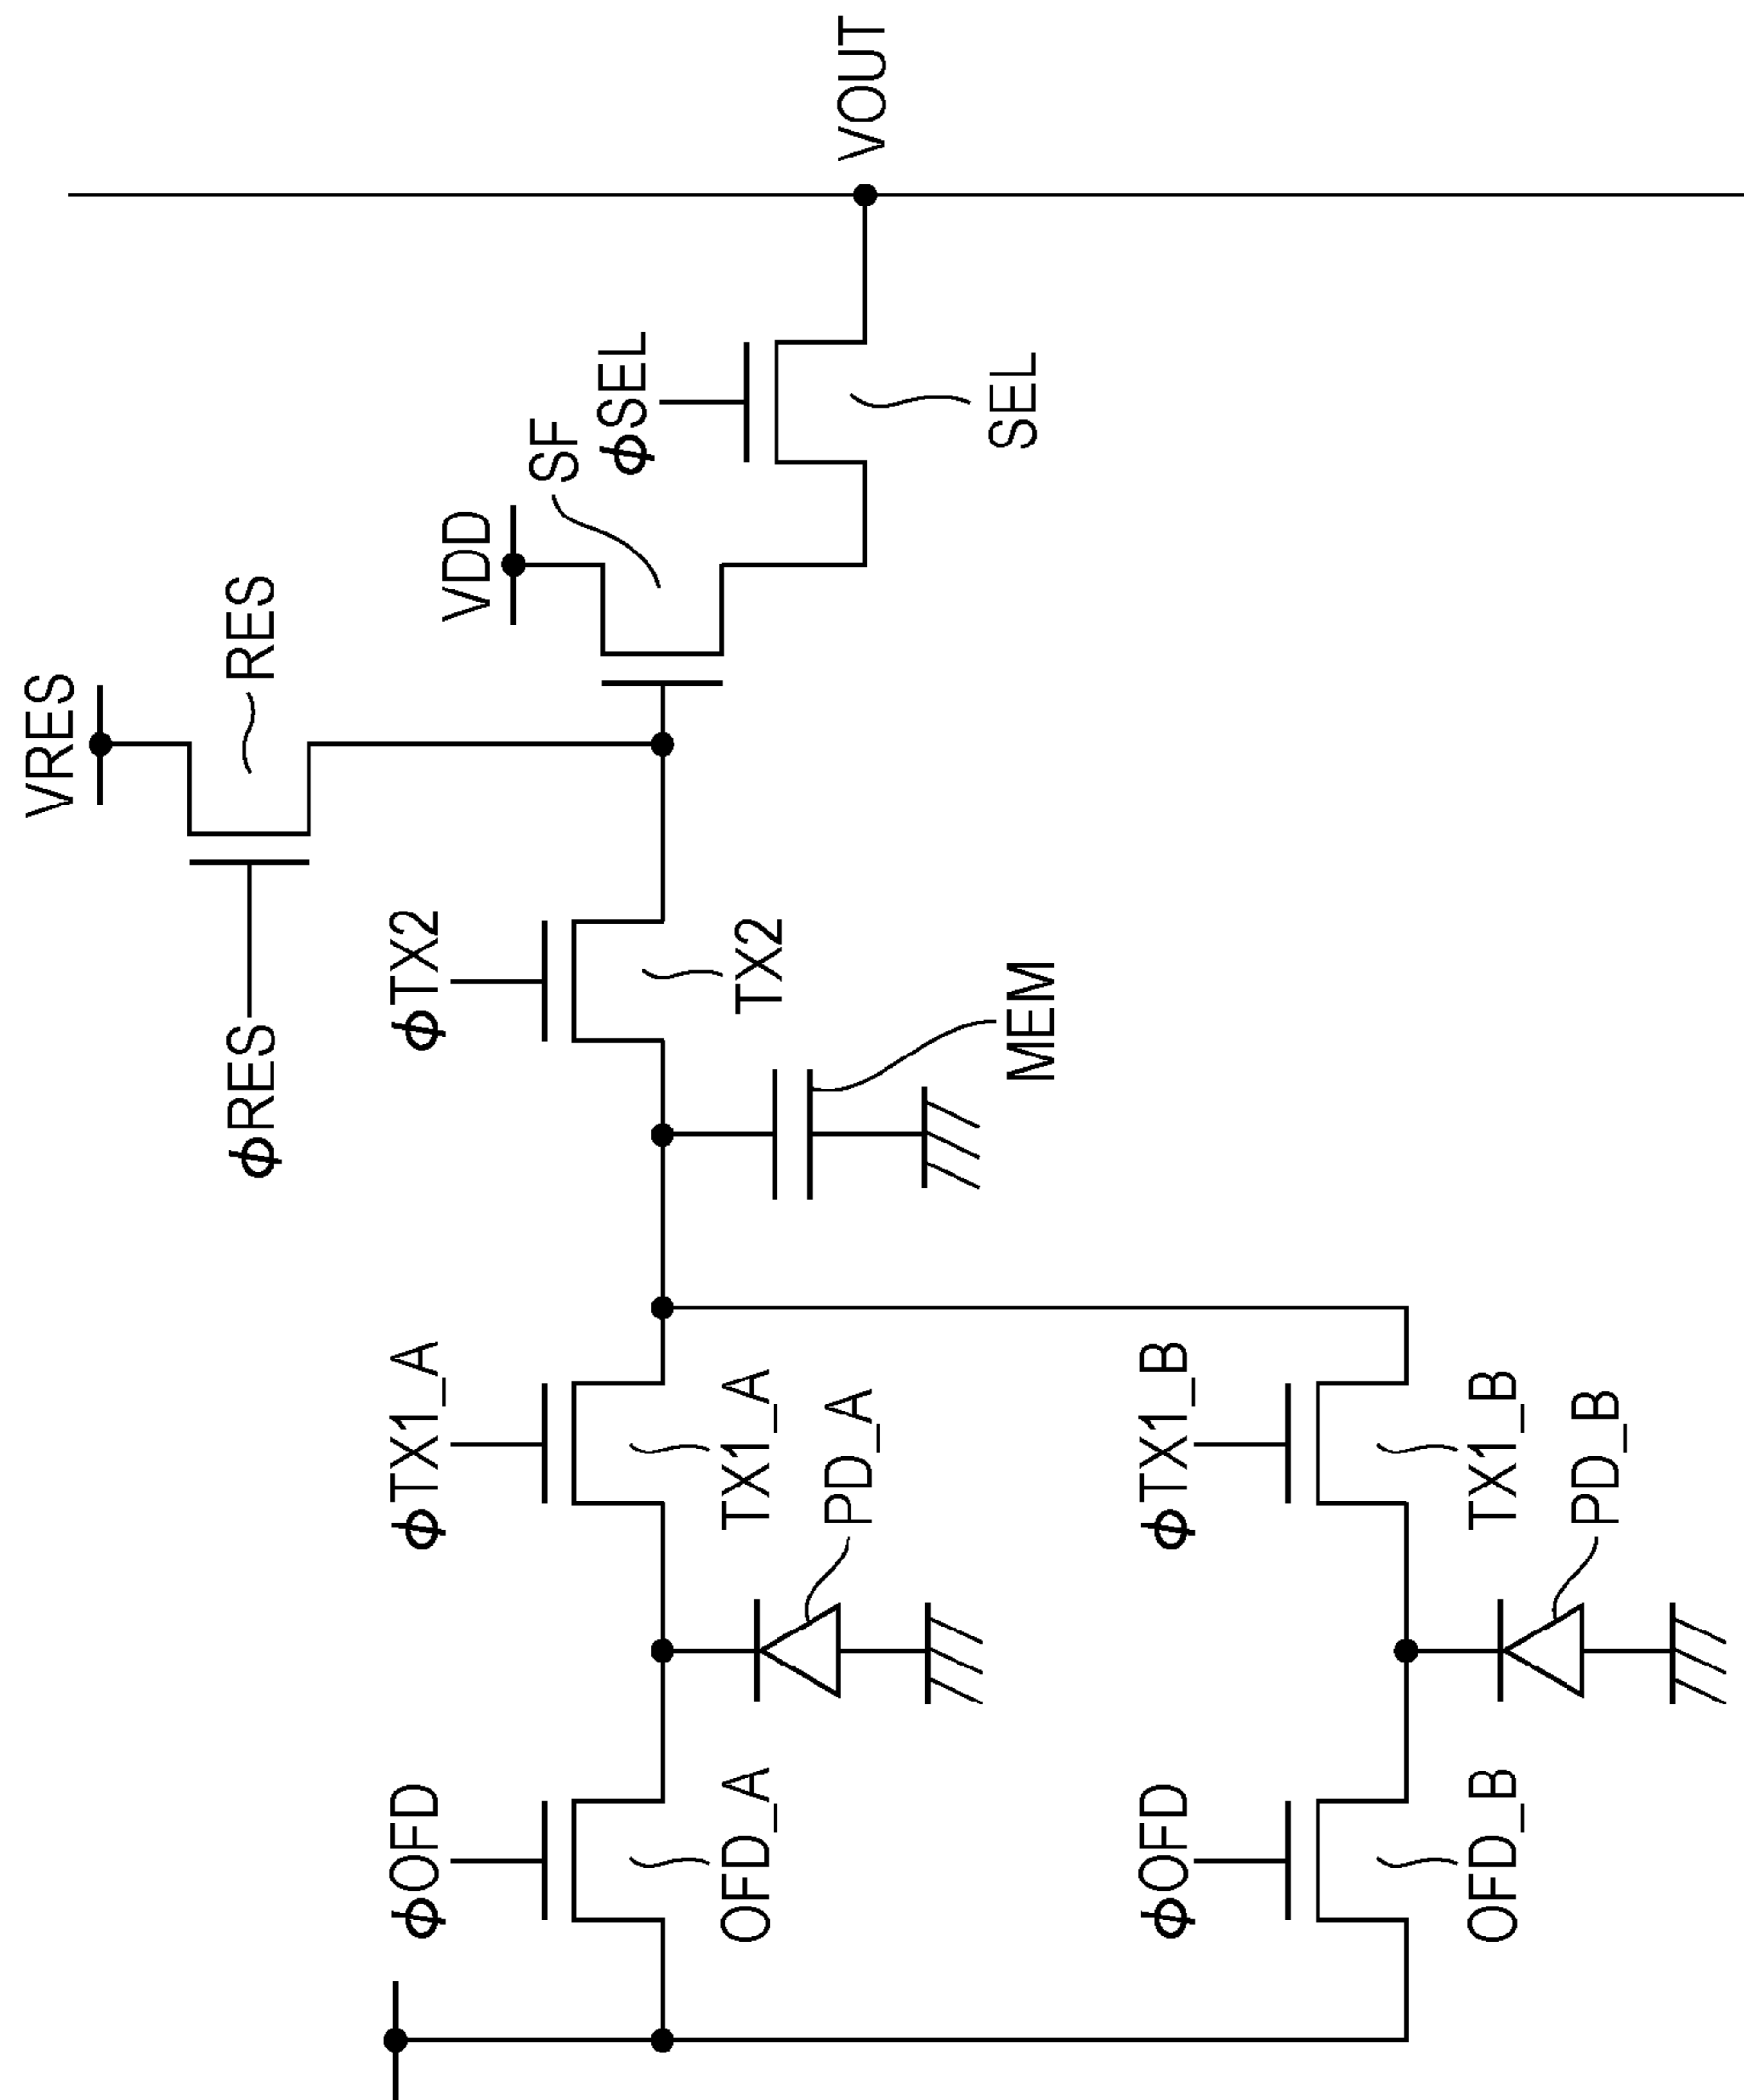 VRES
RES
ϕRES
VDD
SF
ϕSEL
SEL
VOUT
ϕTX2
TX2
MEM
ϕOFD
OFD_A
ϕTX1_A
TX1_A
PD_A
ϕOFD
OFD_B
ϕTX1_B
TX1_B
PD_B